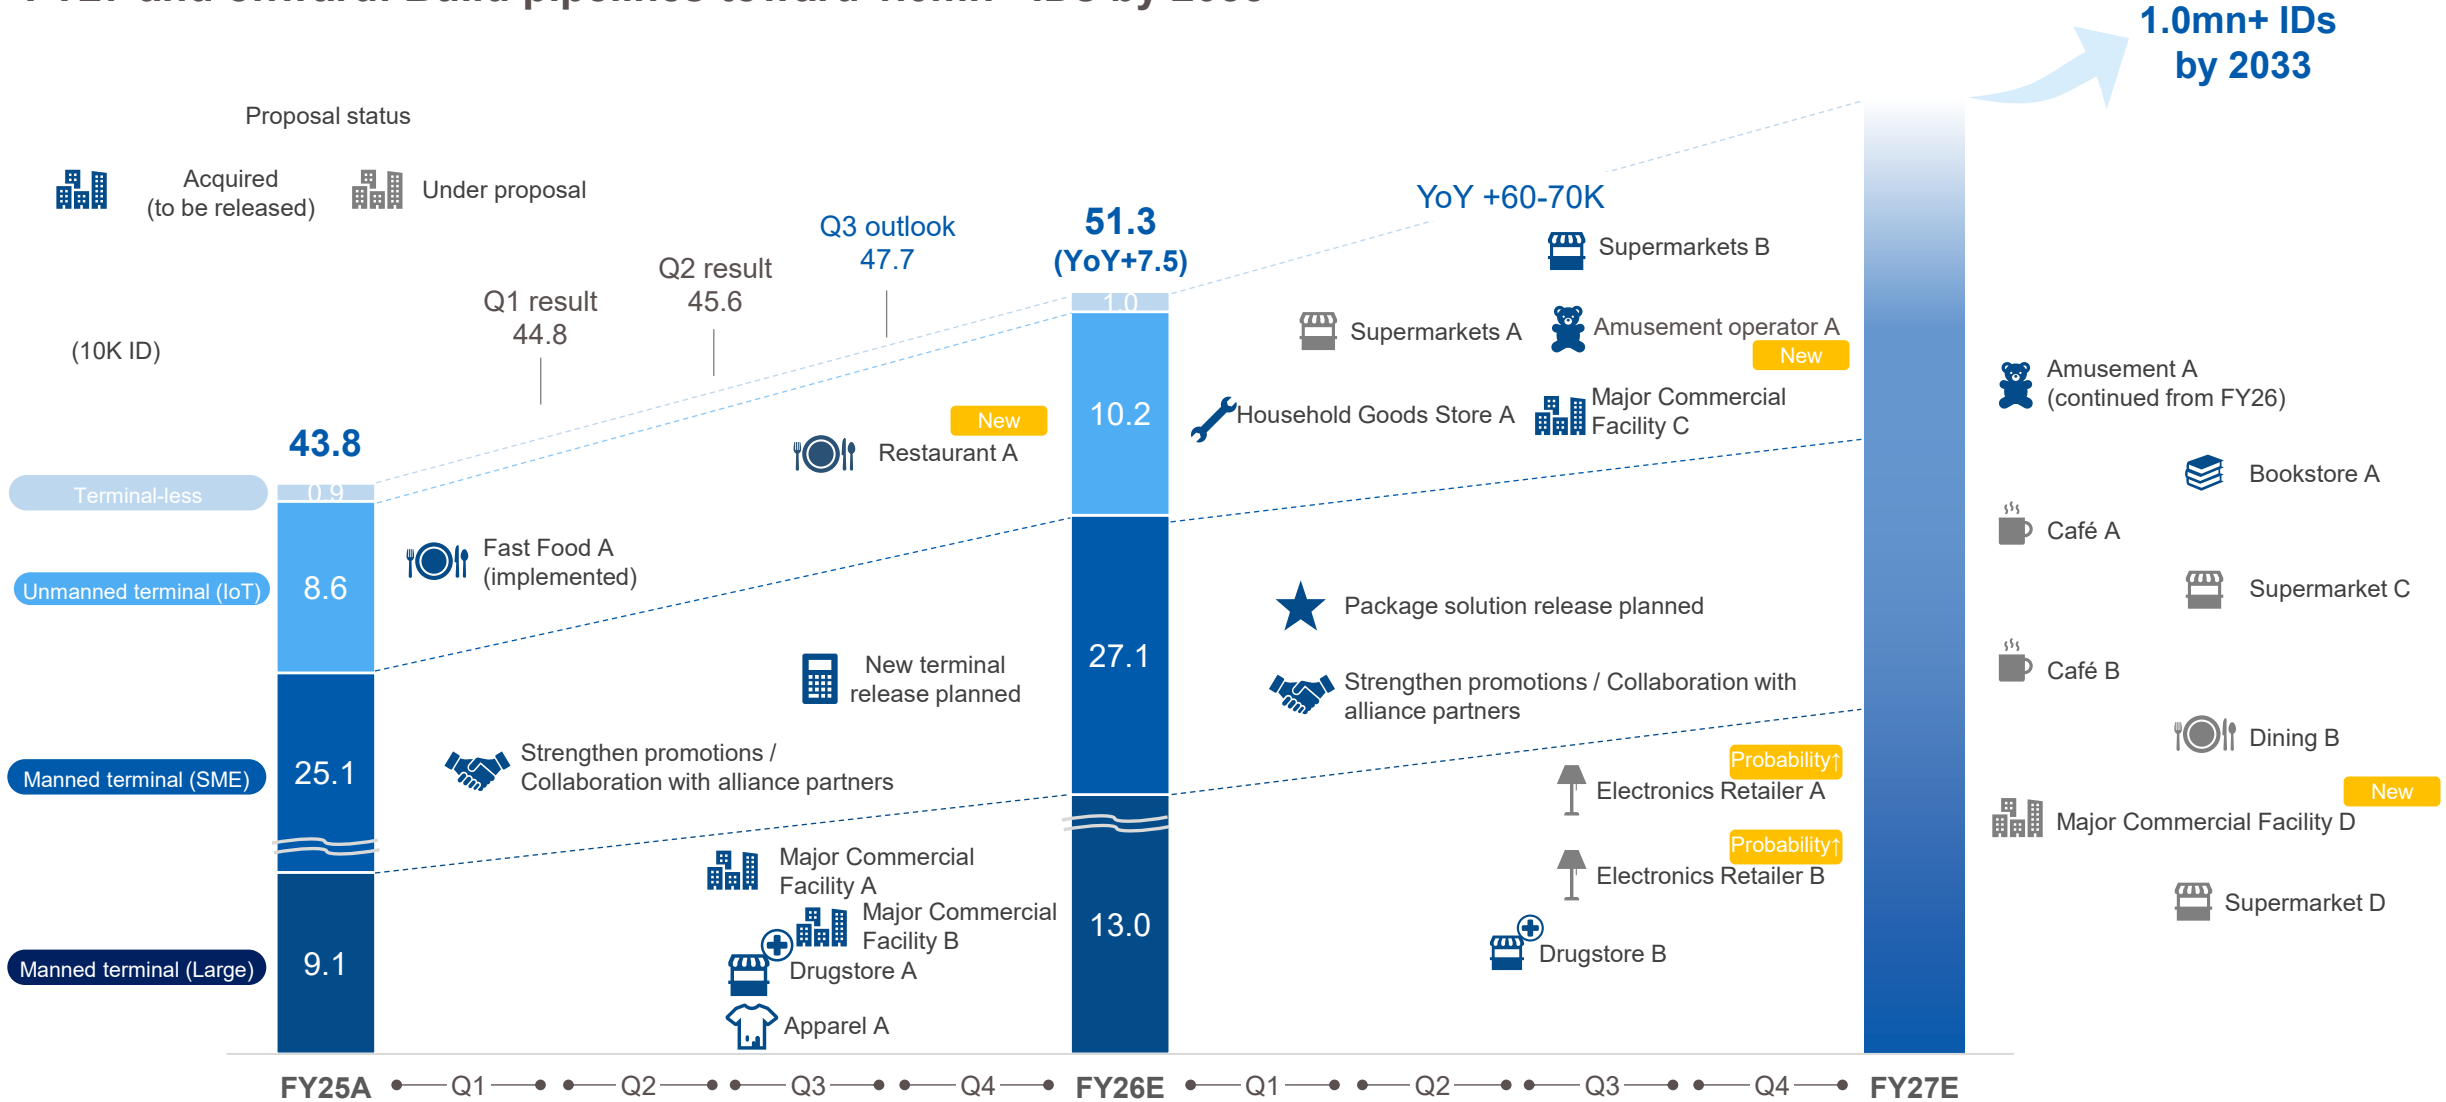 1.0mn+ IDs
by 2033
Proposal status
Acquired
(to be released)
Under proposal
(10K ID)
Q1 result
44.8
Q2 result
45.6
Q3 outlook
47.7
51.3
(YoY+7.5)
YoY +60-70K
43.8
Terminal-less
Unmanned terminal (IoT)
Manned terminal (SME)
Manned terminal (Large)
0.9
8.6
25.1
9.1
Fast Food A
(implemented)
New
Restaurant A
New terminal
release planned
Strengthen promotions /
Collaboration with alliance partners
Major Commercial
Facility A
Major Commercial
Facility B
Drugstore A
Apparel A
1.0
10.2
27.1
13.0
Supermarkets B
Supermarkets A
Amusement operator A
New
Household Goods Store A
Major Commercial
Facility C
Package solution release planned
Strengthen promotions / Collaboration with
alliance partners
Probability↑
Electronics Retailer A
Probability↑
Electronics Retailer B
Drugstore B
Amusement A
(continued from FY26)
Bookstore A
Café A
Supermarket C
Café B
Dining B
New
Major Commercial Facility D
Supermarket D
FY25A
Q1
Q2
Q3
Q4
FY26E
Q1
Q2
Q3
Q4
FY27E